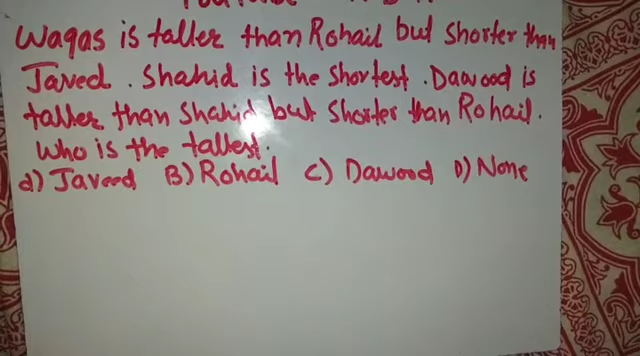 Waqas is taller than Rohail but Shorter than
Javed. Shahid is the Shortest. Dawood is
taller than Shahid but Shorter than Rohail.
Who is the tallest.
a) Javeed B) Rohail C) Dawood D) None